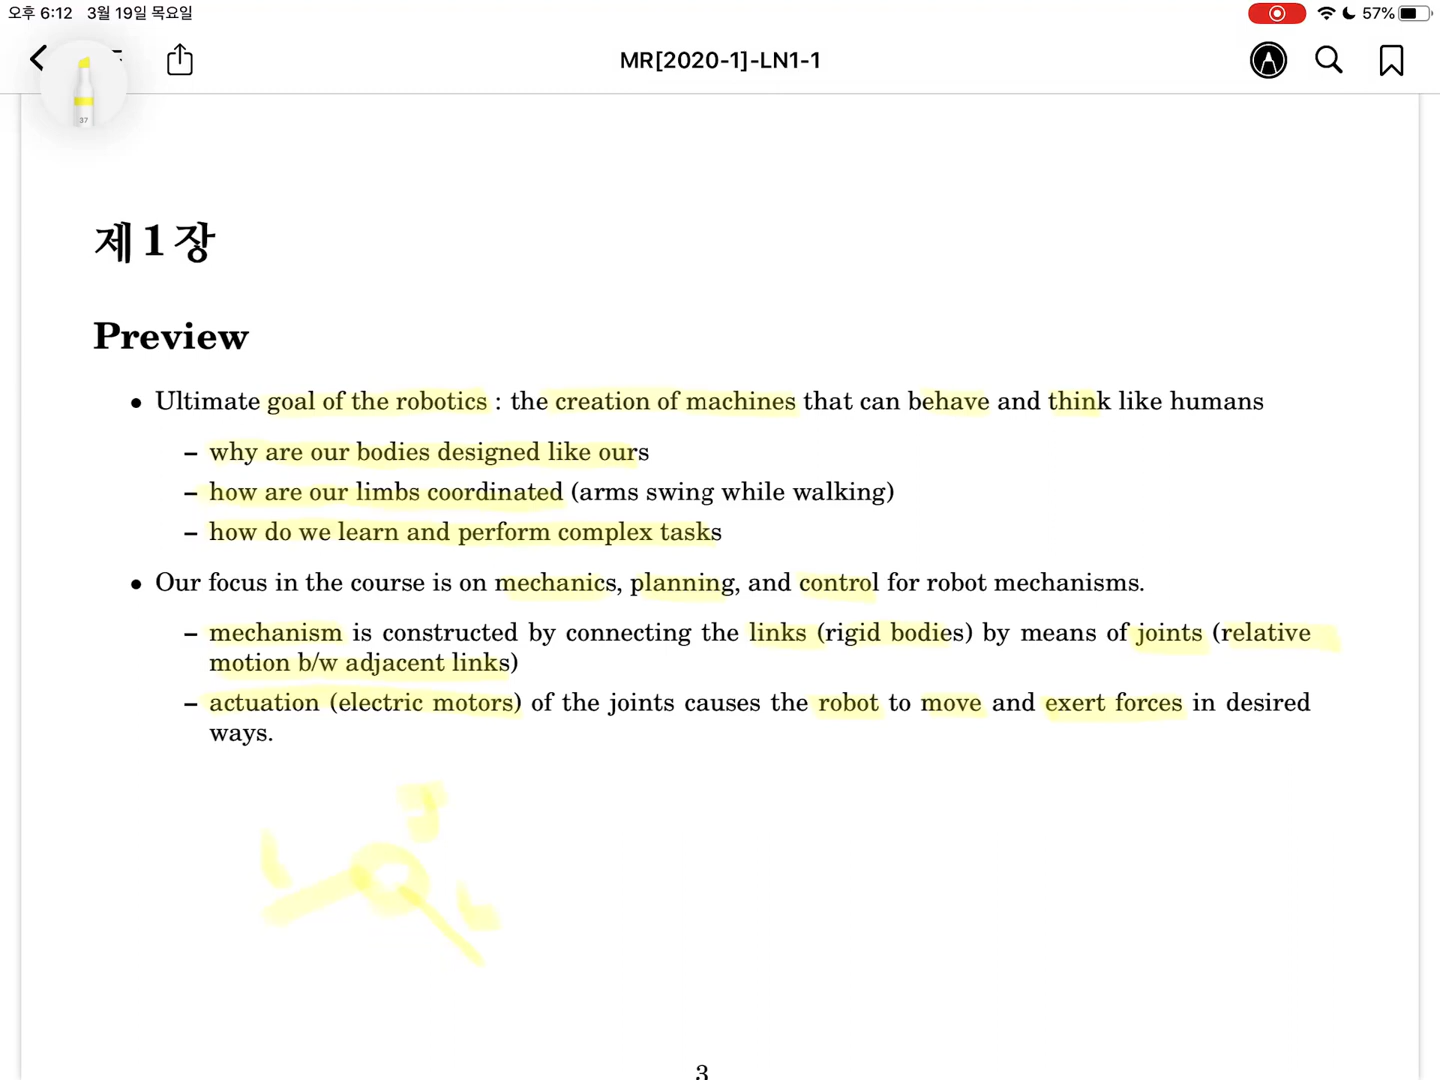 오후 6:12 3월 19일 목요일
57%
MR[2020-1]-LN1-1
37
제1장
Preview
• Ultimate goal of the robotics : the creation of machines that can behave and think like humans
– why are our bodies designed like ours
– how are our limbs coordinated (arms swing while walking)
– how do we learn and perform complex tasks
• Our focus in the course is on mechanics, planning, and control for robot mechanisms.
– mechanism is constructed by connecting the links (rigid bodies) by means of joints (relative
motion b/w adjacent links)
– actuation (electric motors) of the joints causes the robot to move and exert forces in desired
ways.
J
L
L
3